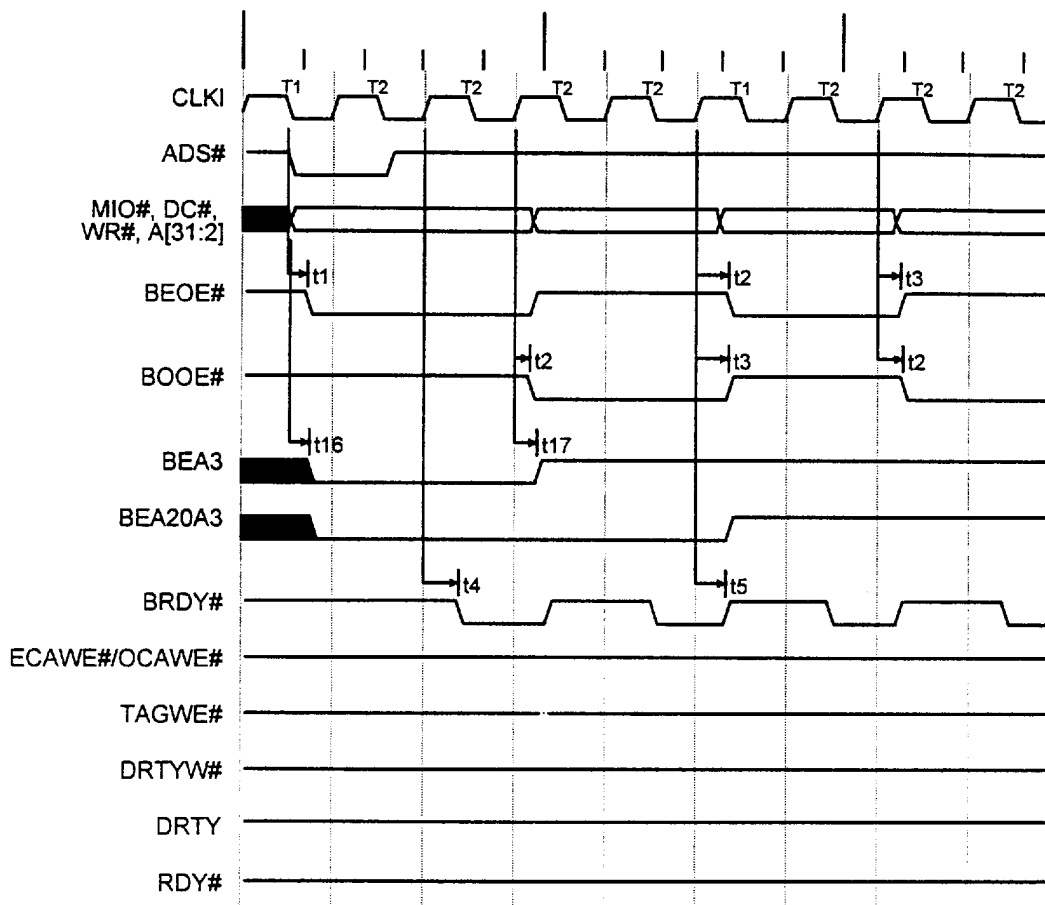 T1 T2 T2 T2 T2 T1 T2 T2 T2
CLKI
ADS#
MIO#, DC#,
WR#, A[31:2]
t1 t2 t3
BEOE#
t2 t3 t2
BOOE#
t16 t17
BEA3
BEA20A3
t4 t5
BRDY#
ECAWE#/OCAWE#
TAGWE#
DRTYW#
DRTY
RDY#